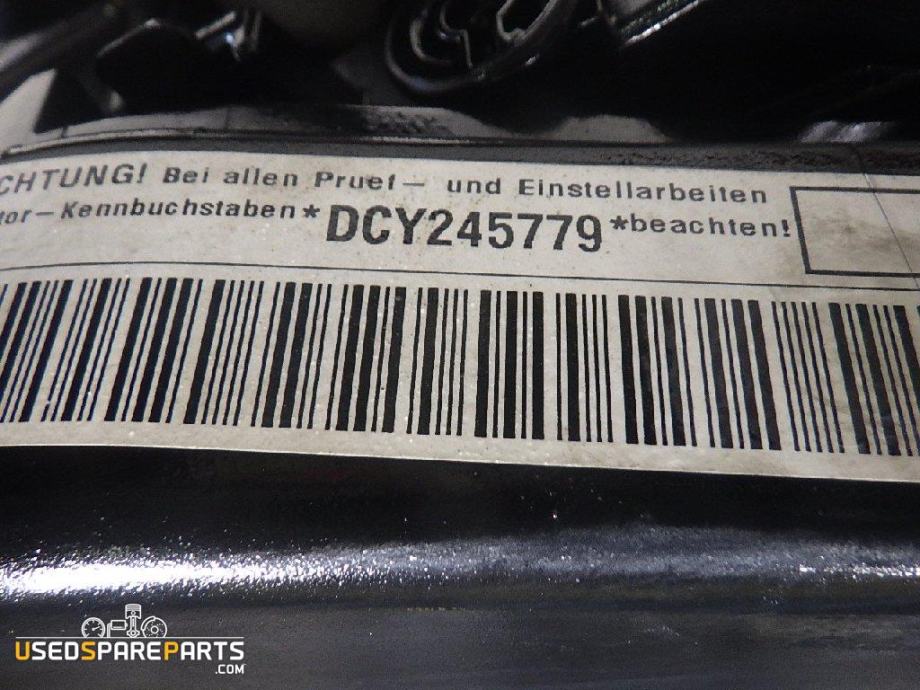 CHTUNG! Bei allen Pruef— und Einstellarbeiten
tor—Kennbuchstaben* DCY245779 *beachten!
USEDSPAREPARTS
.COM